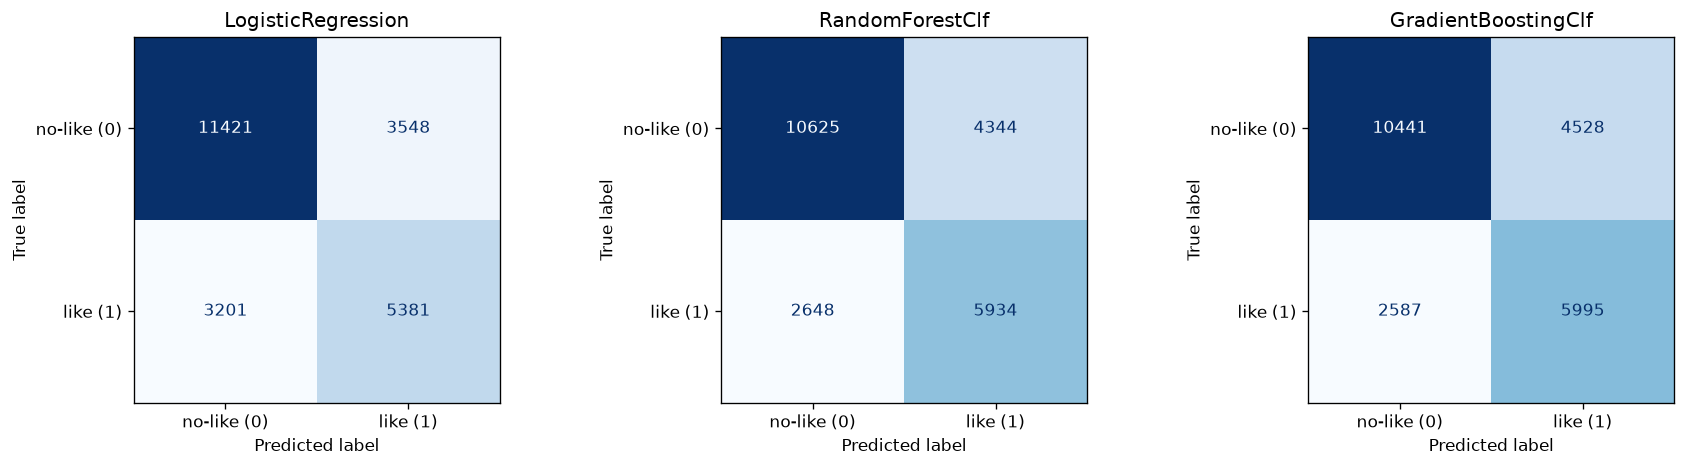 LogisticRegression
True label
no-like (0)
like (1)
11421
3548
3201
5381
no-like (0)
like (1)
Predicted label
RandomForestClf
True label
no-like (0)
like (1)
10625
4344
2648
5934
no-like (0)
like (1)
Predicted label
GradientBoostingClf
True label
no-like (0)
like (1)
10441
4528
2587
5995
no-like (0)
like (1)
Predicted label